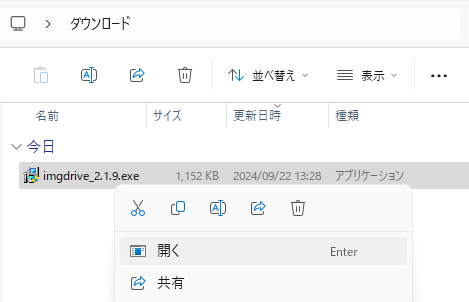 ダウンロード
並べ替え 表示
名前 サイズ 更新日時 種類
今日
imgdrive_2.1.9.exe 1,152 KB 2024/09/22 13:28 アプリケーション
開く Enter
共有